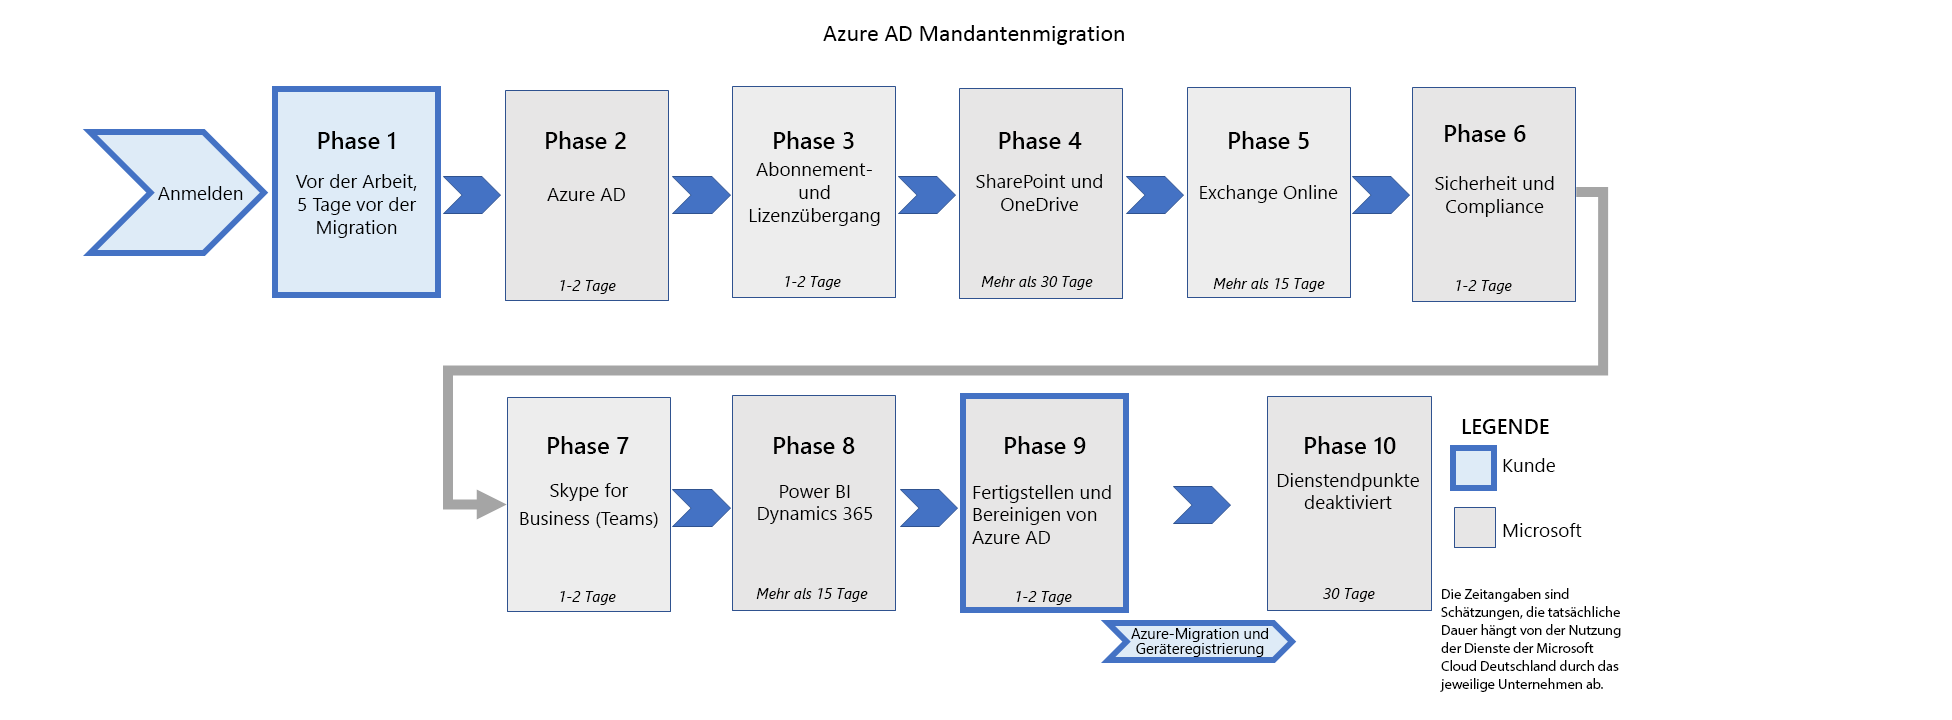 Azure AD Mandantenmigration
Anmelden
Phase 1
Vor der Arbeit,
5 Tage vor der
Migration
Phase 2
Azure AD
1-2 Tage
Phase 3
Abonnement-
und
Lizenzübergang
1-2 Tage
Phase 4
SharePoint und
OneDrive
Mehr als 30 Tage
Phase 5
Exchange Online
Mehr als 15 Tage
Phase 6
Sicherheit und
Compliance
1-2 Tage
Phase 7
Skype for
Business (Teams)
1-2 Tage
Phase 8
Power BI
Dynamics 365
Mehr als 15 Tage
Phase 9
Fertigstellen und
Bereinigen von
Azure AD
1-2 Tage
Azure-Migration und
Geräteregistrierung
Phase 10
Dienstendpunkte
deaktiviert
30 Tage
LEGENDE
Kunde
Microsoft
Die Zeitangaben sind
Schätzungen, die tatsächliche
Dauer hängt von der Nutzung
der Dienste der Microsoft
Cloud Deutschland durch das
jeweilige Unternehmen ab.